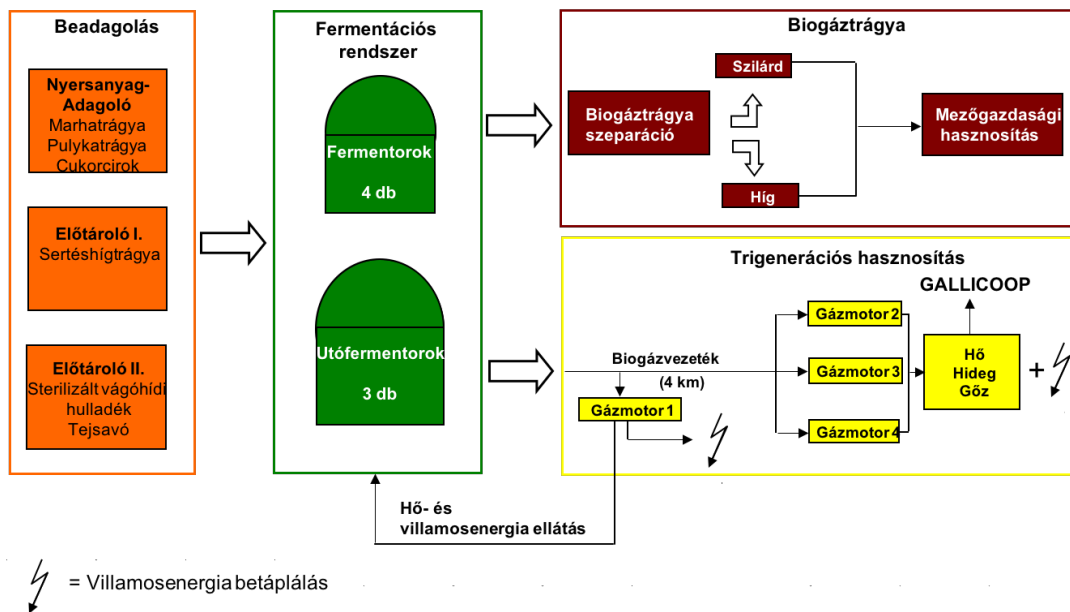 Beadagolás
Nyersanyag-
Adagoló
Marhatrágya
Pulykatrágya
Cukorcirok
Előtároló I.
Sertéshígtrágya
Előtároló II.
Sterilizált vágóhídi
hulladék
Tejsavó
Fermentációs
rendszer
Fermentorok
4 db
Utófermentorok
3 db
Biogáztrágya
Biogáztrágya
szeparáció
Szilárd
Híg
Mezőgazdasági
hasznosítás
Trigenerációs hasznosítás
GALLICOOP
Biogázvezeték
(4 km)
Gázmotor 1
Gázmotor 2
Gázmotor 3
Gázmotor 4
Hő
Hideg
Gőz
+
Hő- és
villamosenergia ellátás
= Villamosenergia betáplálás